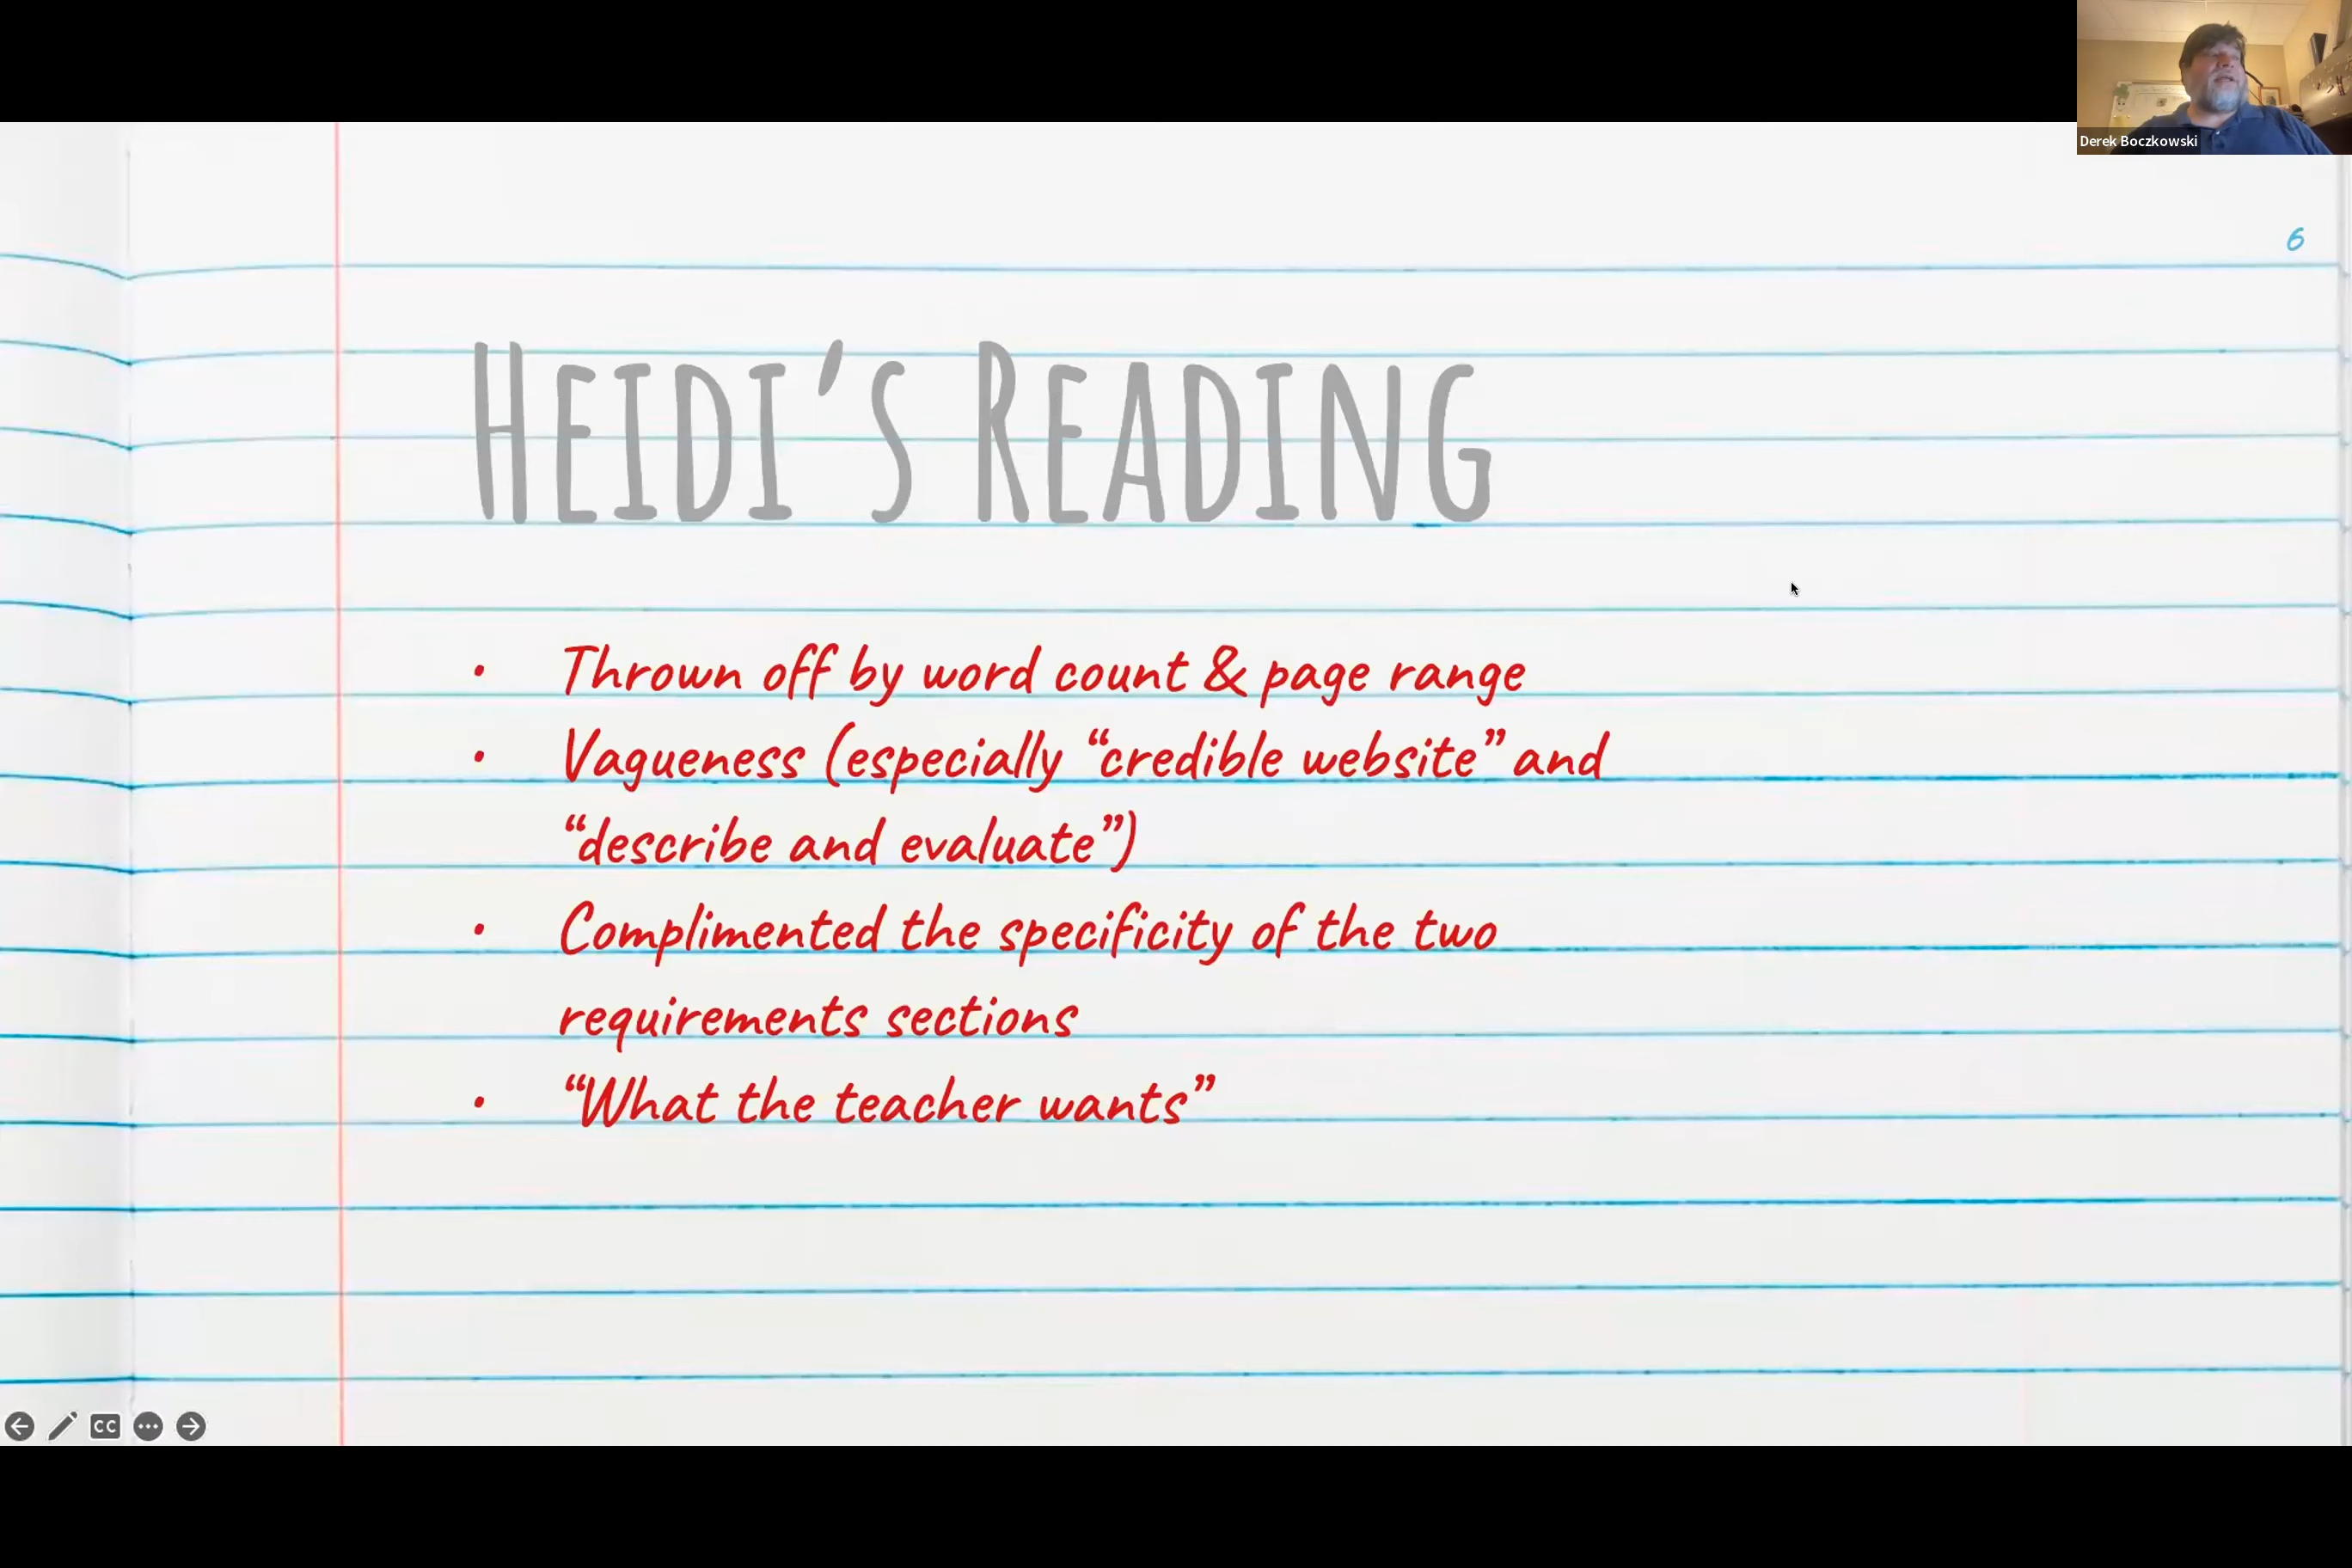 Derek Boczkowski
6
HEIDI’S READING
• Thrown off by word count & page range
• Vagueness (especially “credible website” and
“describe and evaluate”)
• Complimented the specificity of the two
requirements sections
• “What the teacher wants”
CC